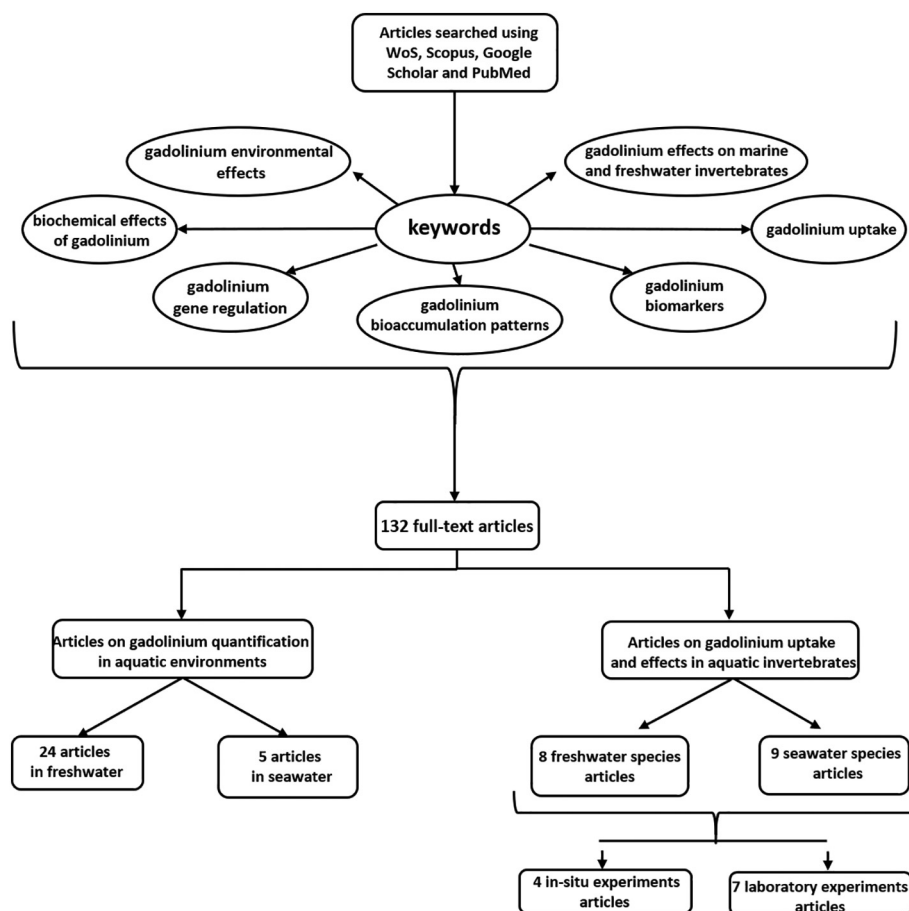 Articles searched using
WoS, Scopus, Google
Scholar and PubMed
gadolinium environmental
effects
gadolinium effects on marine
and freshwater invertebrates
biochemical effects
of gadolinium
keywords
gadolinium uptake
gadolinium
gene regulation
gadolinium
bioaccumulation patterns
gadolinium
biomarkers
132 full-text articles
Articles on gadolinium quantification
in aquatic environments
Articles on gadolinium uptake
and effects in aquatic invertebrates
24 articles
in freshwater
5 articles
in seawater
8 freshwater species
articles
9 seawater species
articles
4 in-situ experiments
articles
7 laboratory experiments
articles